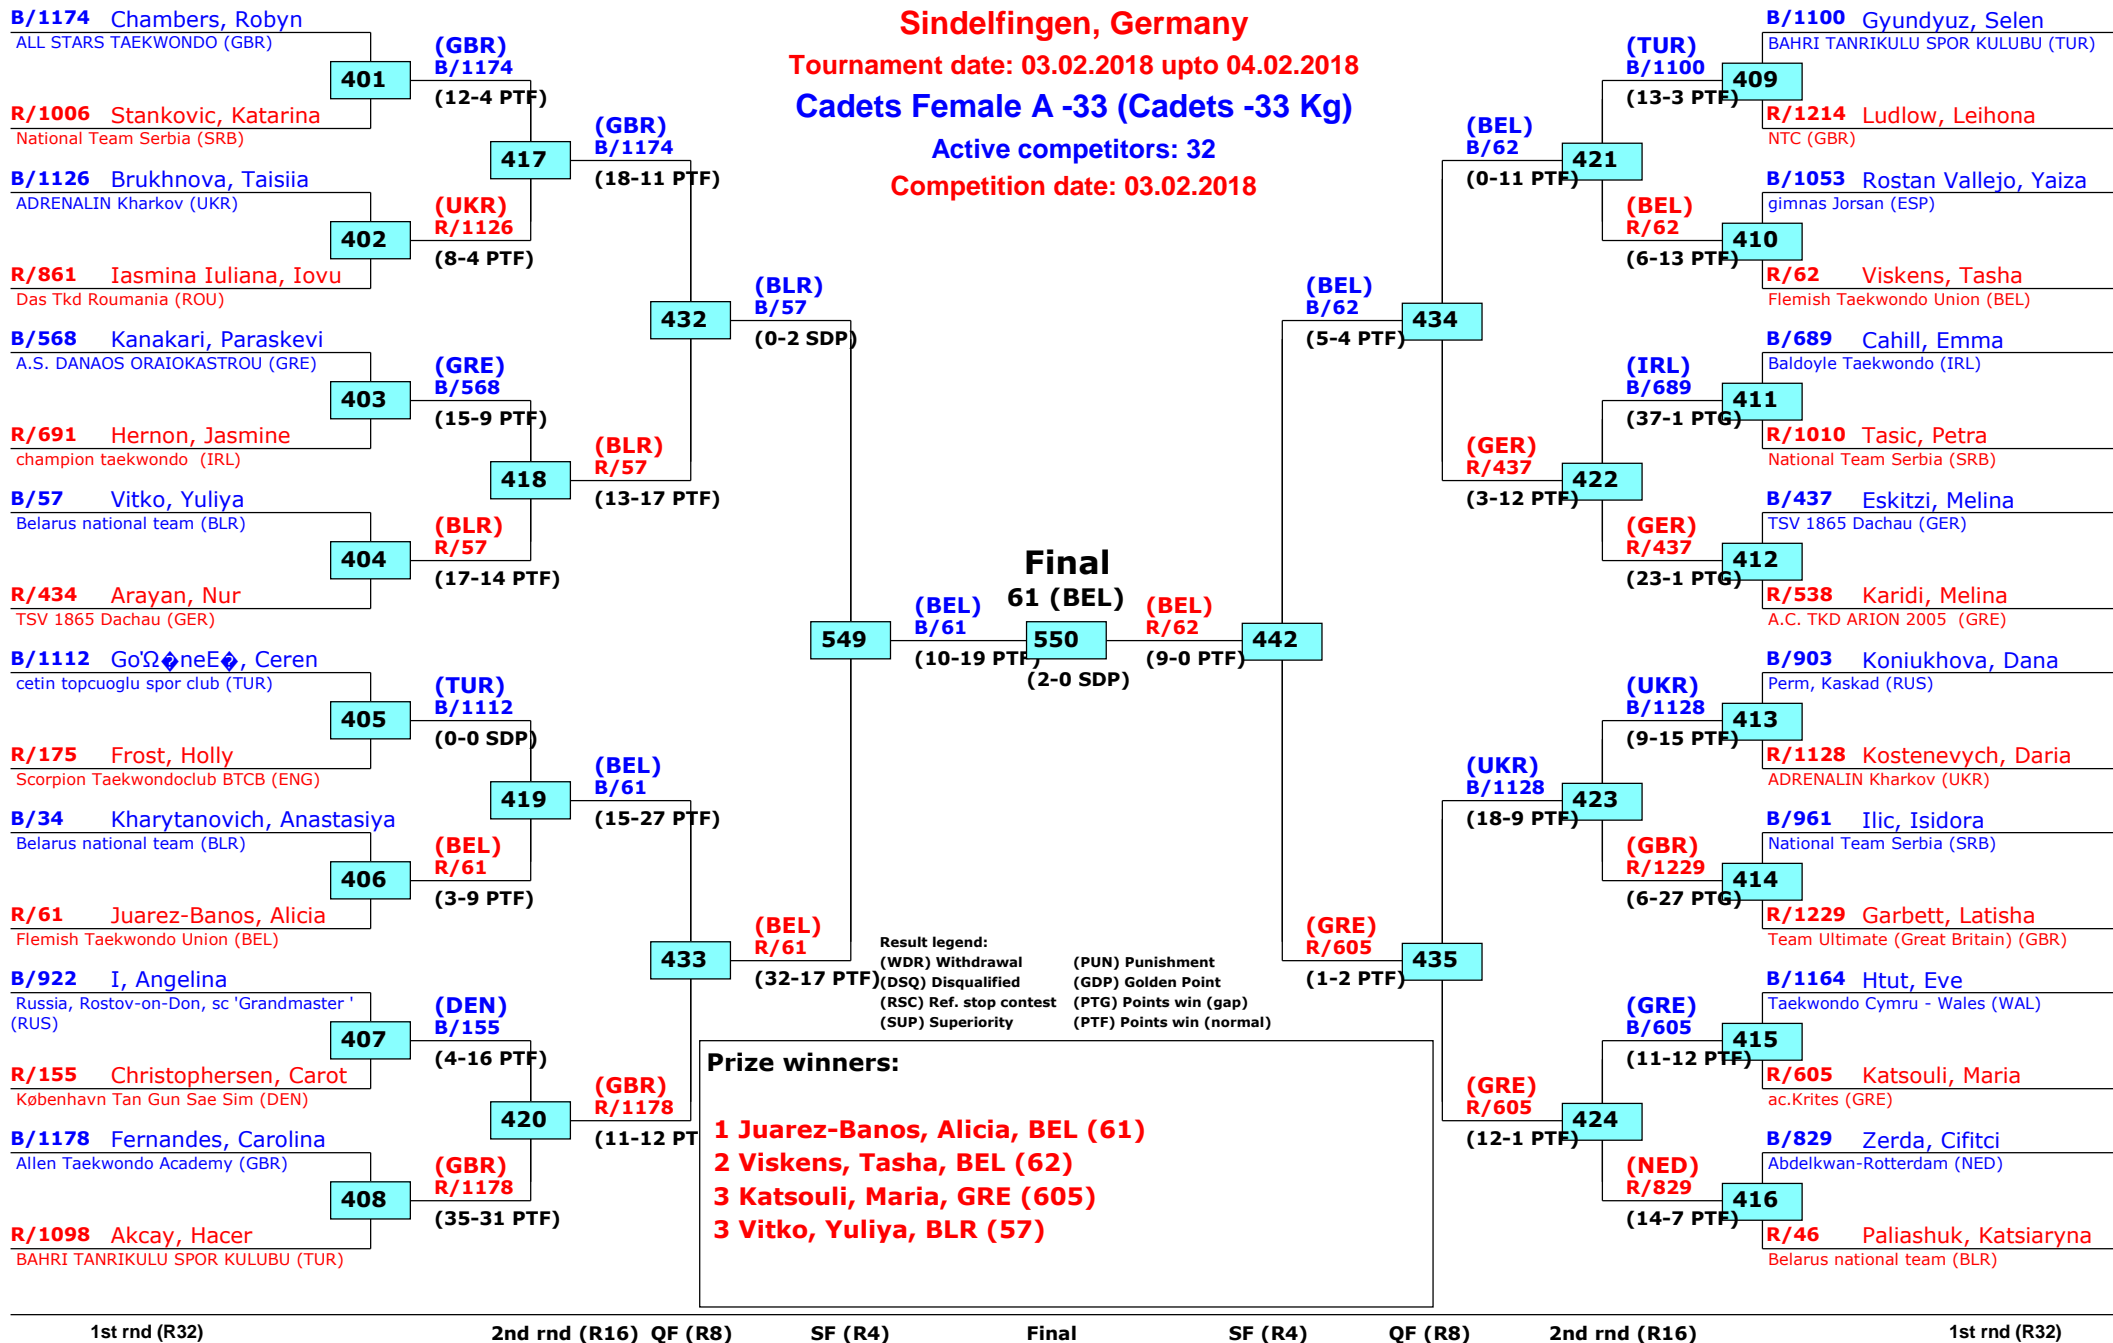 Sindelfingen, Germany
Tournament date: 03.02.2018 upto 04.02.2018
Cadets Female A -33 (Cadets -33 Kg)
Active competitors: 32
Competition date: 03.02.2018
B/1174 Chambers, Robyn
ALL STARS TAEKWONDO (GBR)
401
R/1006 Stankovic, Katarina
National Team Serbia (SRB)
B/1126 Brukhnova, Taisiia
ADRENALIN Kharkov (UKR)
402
R/861 Iasmina Iuliana, Iovu
Das Tkd Roumania (ROU)
B/568 Kanakari, Paraskevi
A.S. DANAOS ORAIOKASTROU (GRE)
403
R/691 Hernon, Jasmine
champion taekwondo (IRL)
B/57 Vitko, Yuliya
Belarus national team (BLR)
404
R/434 Arayan, Nur
TSV 1865 Dachau (GER)
B/1112 Go'Ω�neE�, Ceren
cetin topcuoglu spor club (TUR)
405
R/175 Frost, Holly
Scorpion Taekwondoclub BTCB (ENG)
B/34 Kharytanovich, Anastasiya
Belarus national team (BLR)
406
R/61 Juarez-Banos, Alicia
Flemish Taekwondo Union (BEL)
B/922 I, Angelina
Russia, Rostov-on-Don, sc 'Grandmaster '
(RUS)
407
R/155 Christophersen, Carot
København Tan Gun Sae Sim (DEN)
B/1178 Fernandes, Carolina
Allen Taekwondo Academy (GBR)
408
R/1098 Akcay, Hacer
BAHRI TANRIKULU SPOR KULUBU (TUR)
(GBR)
B/1174
(12-4 PTF)
417
(UKR)
R/1126
(8-4 PTF)
(GRE)
B/568
(15-9 PTF)
418
(BLR)
R/57
(17-14 PTF)
(TUR)
B/1112
(0-0 SDP)
419
(BEL)
R/61
(3-9 PTF)
(DEN)
B/155
(4-16 PTF)
420
(GBR)
R/1178
(35-31 PTF)
(GBR)
B/1174
(18-11 PTF)
432
(BLR)
R/57
(13-17 PTF)
(BEL)
B/61
(15-27 PTF)
433
(GBR)
R/1178
(11-12 PT
(BLR)
B/57
(0-2 SDP)
549
(BEL)
R/61
(32-17 PTF)
(BEL)
B/61
(10-19 PTF)
Final
61 (BEL)
550
(2-0 SDP)
(BEL)
R/62
(9-0 PTF)
442
(BEL)
B/62
(5-4 PTF)
434
(GRE)
R/605
(1-2 PTF)
435
(BEL)
B/62
(0-11 PTF)
421
(GER)
R/437
(3-12 PTF)
422
(UKR)
B/1128
(18-9 PTF)
423
(GRE)
R/605
(12-1 PTF)
424
(TUR)
B/1100
(13-3 PTF)
(BEL)
R/62
(6-13 PTF)
(IRL)
B/689
(37-1 PTG)
(GER)
R/437
(23-1 PTG)
(UKR)
B/1128
(9-15 PTF)
(GBR)
R/1229
(6-27 PTG)
(GRE)
B/605
(11-12 PTF)
(NED)
R/829
(14-7 PTF)
B/1100 Gyundyuz, Selen
BAHRI TANRIKULU SPOR KULUBU (TUR)
409
R/1214 Ludlow, Leihona
NTC (GBR)
B/1053 Rostan Vallejo, Yaiza
gimnas Jorsan (ESP)
410
R/62 Viskens, Tasha
Flemish Taekwondo Union (BEL)
B/689 Cahill, Emma
Baldoyle Taekwondo (IRL)
411
R/1010 Tasic, Petra
National Team Serbia (SRB)
B/437 Eskitzi, Melina
TSV 1865 Dachau (GER)
412
R/538 Karidi, Melina
A.C. TKD ARION 2005 (GRE)
B/903 Koniukhova, Dana
Perm, Kaskad (RUS)
413
R/1128 Kostenevych, Daria
ADRENALIN Kharkov (UKR)
B/961 Ilic, Isidora
National Team Serbia (SRB)
414
R/1229 Garbett, Latisha
Team Ultimate (Great Britain) (GBR)
B/1164 Htut, Eve
Taekwondo Cymru - Wales (WAL)
415
R/605 Katsouli, Maria
ac.Krites (GRE)
B/829 Zerda, Cifitci
Abdelkwan-Rotterdam (NED)
416
R/46 Paliashuk, Katsiaryna
Belarus national team (BLR)
Result legend:
(WDR) Withdrawal (PUN) Punishment
(DSQ) Disqualified (GDP) Golden Point
(RSC) Ref. stop contest (PTG) Points win (gap)
(SUP) Superiority (PTF) Points win (normal)
Prize winners:
1 Juarez-Banos, Alicia, BEL (61)
2 Viskens, Tasha, BEL (62)
3 Katsouli, Maria, GRE (605)
3 Vitko, Yuliya, BLR (57)
1st rnd (R32) 2nd rnd (R16) QF (R8) SF (R4) Final SF (R4) QF (R8) 2nd rnd (R16) 1st rnd (R32)